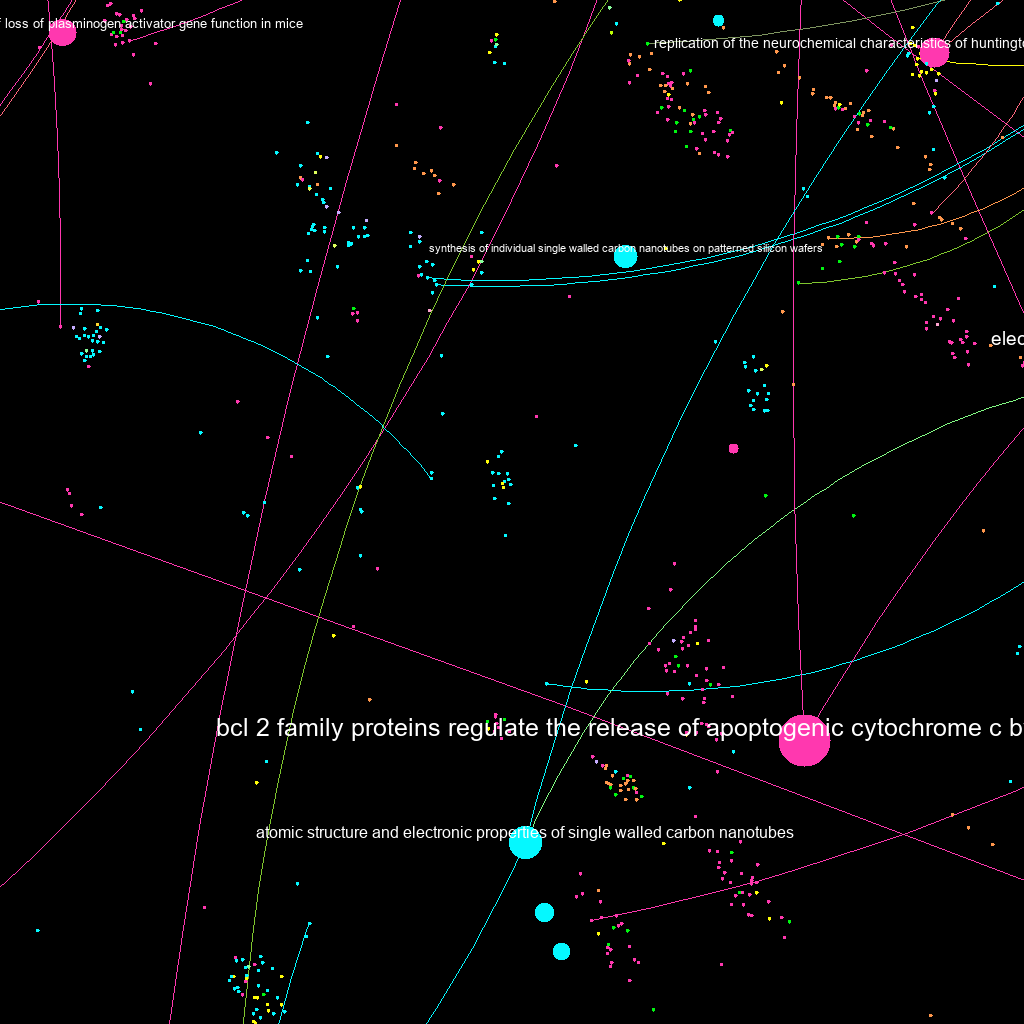 loss of plasminogen activator gene function in mice
replication of the neurochemical characteristics of
synthesis of individual single walled carbon nanotubes on patterned silicon wafers
bcl 2 family proteins regulate the release of apoptogenic cytochrome c
atomic structure and electronic properties of single walled carbon nanotubes